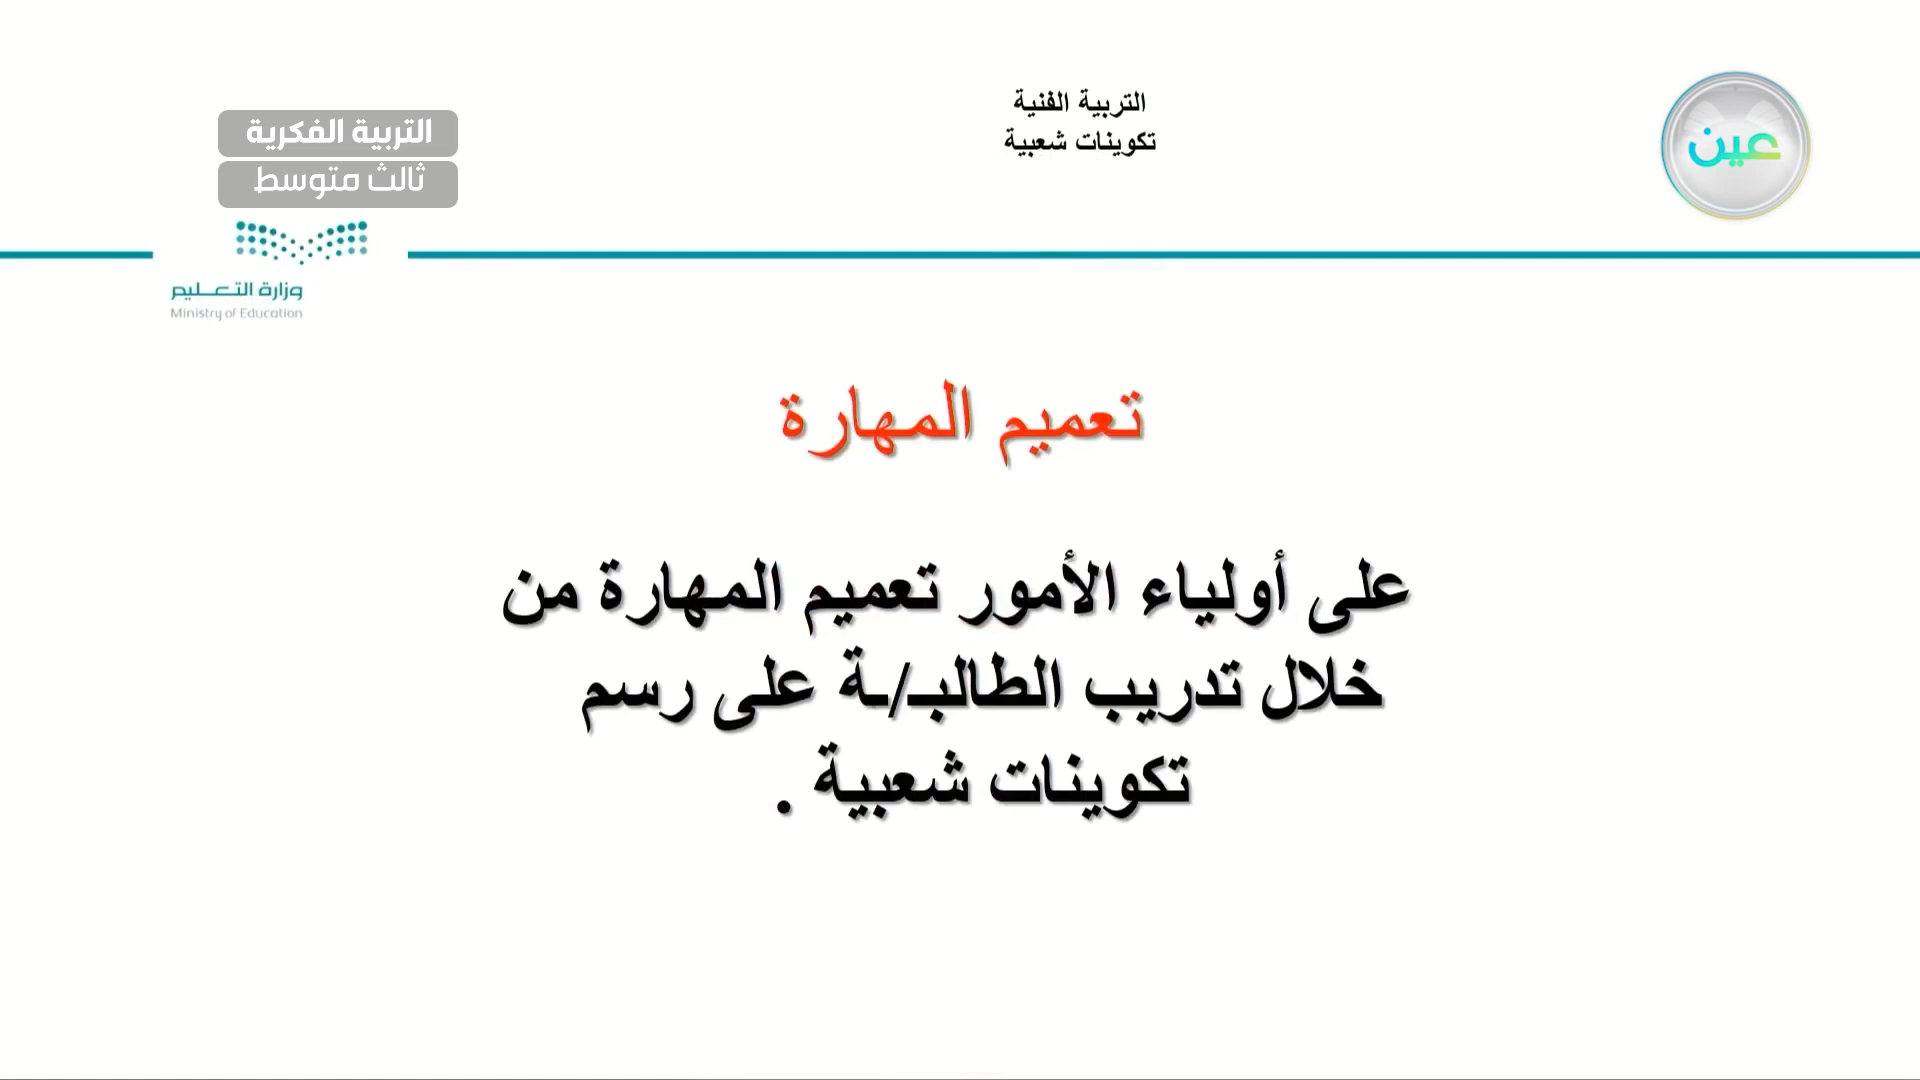 التربية الفنية
تكوينات شعبية
عين
التربية الفكرية
ثالث متوسط
وزارة التعليم
Ministry of Education
تعميم المهارة
على أولياء الأمور تعميم المهارة من
خلال تدريب الطالبـ/ـة على رسم
تكوينات شعبية .